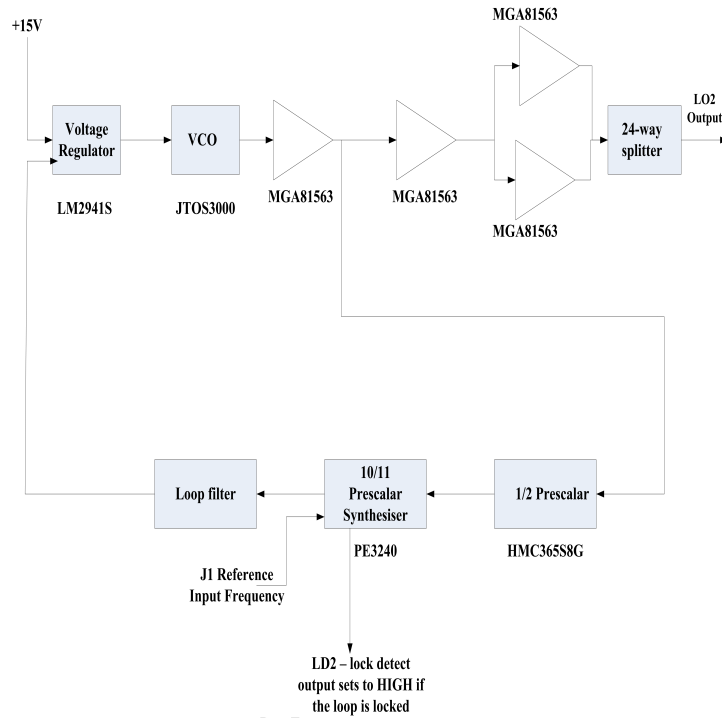 MGA81563
+15V
LO2
Output
Voltage
Regulator
VCO
24-way
splitter
LM2941S
JTOS3000
MGA81563
MGA81563
MGA81563
Loop filter
10/11
Prescalar
Synthesiser
1/2 Prescalar
PE3240
HMC365S8G
J1 Reference
Input Frequency
LD2 – lock detect
output sets to HIGH if
the loop is locked